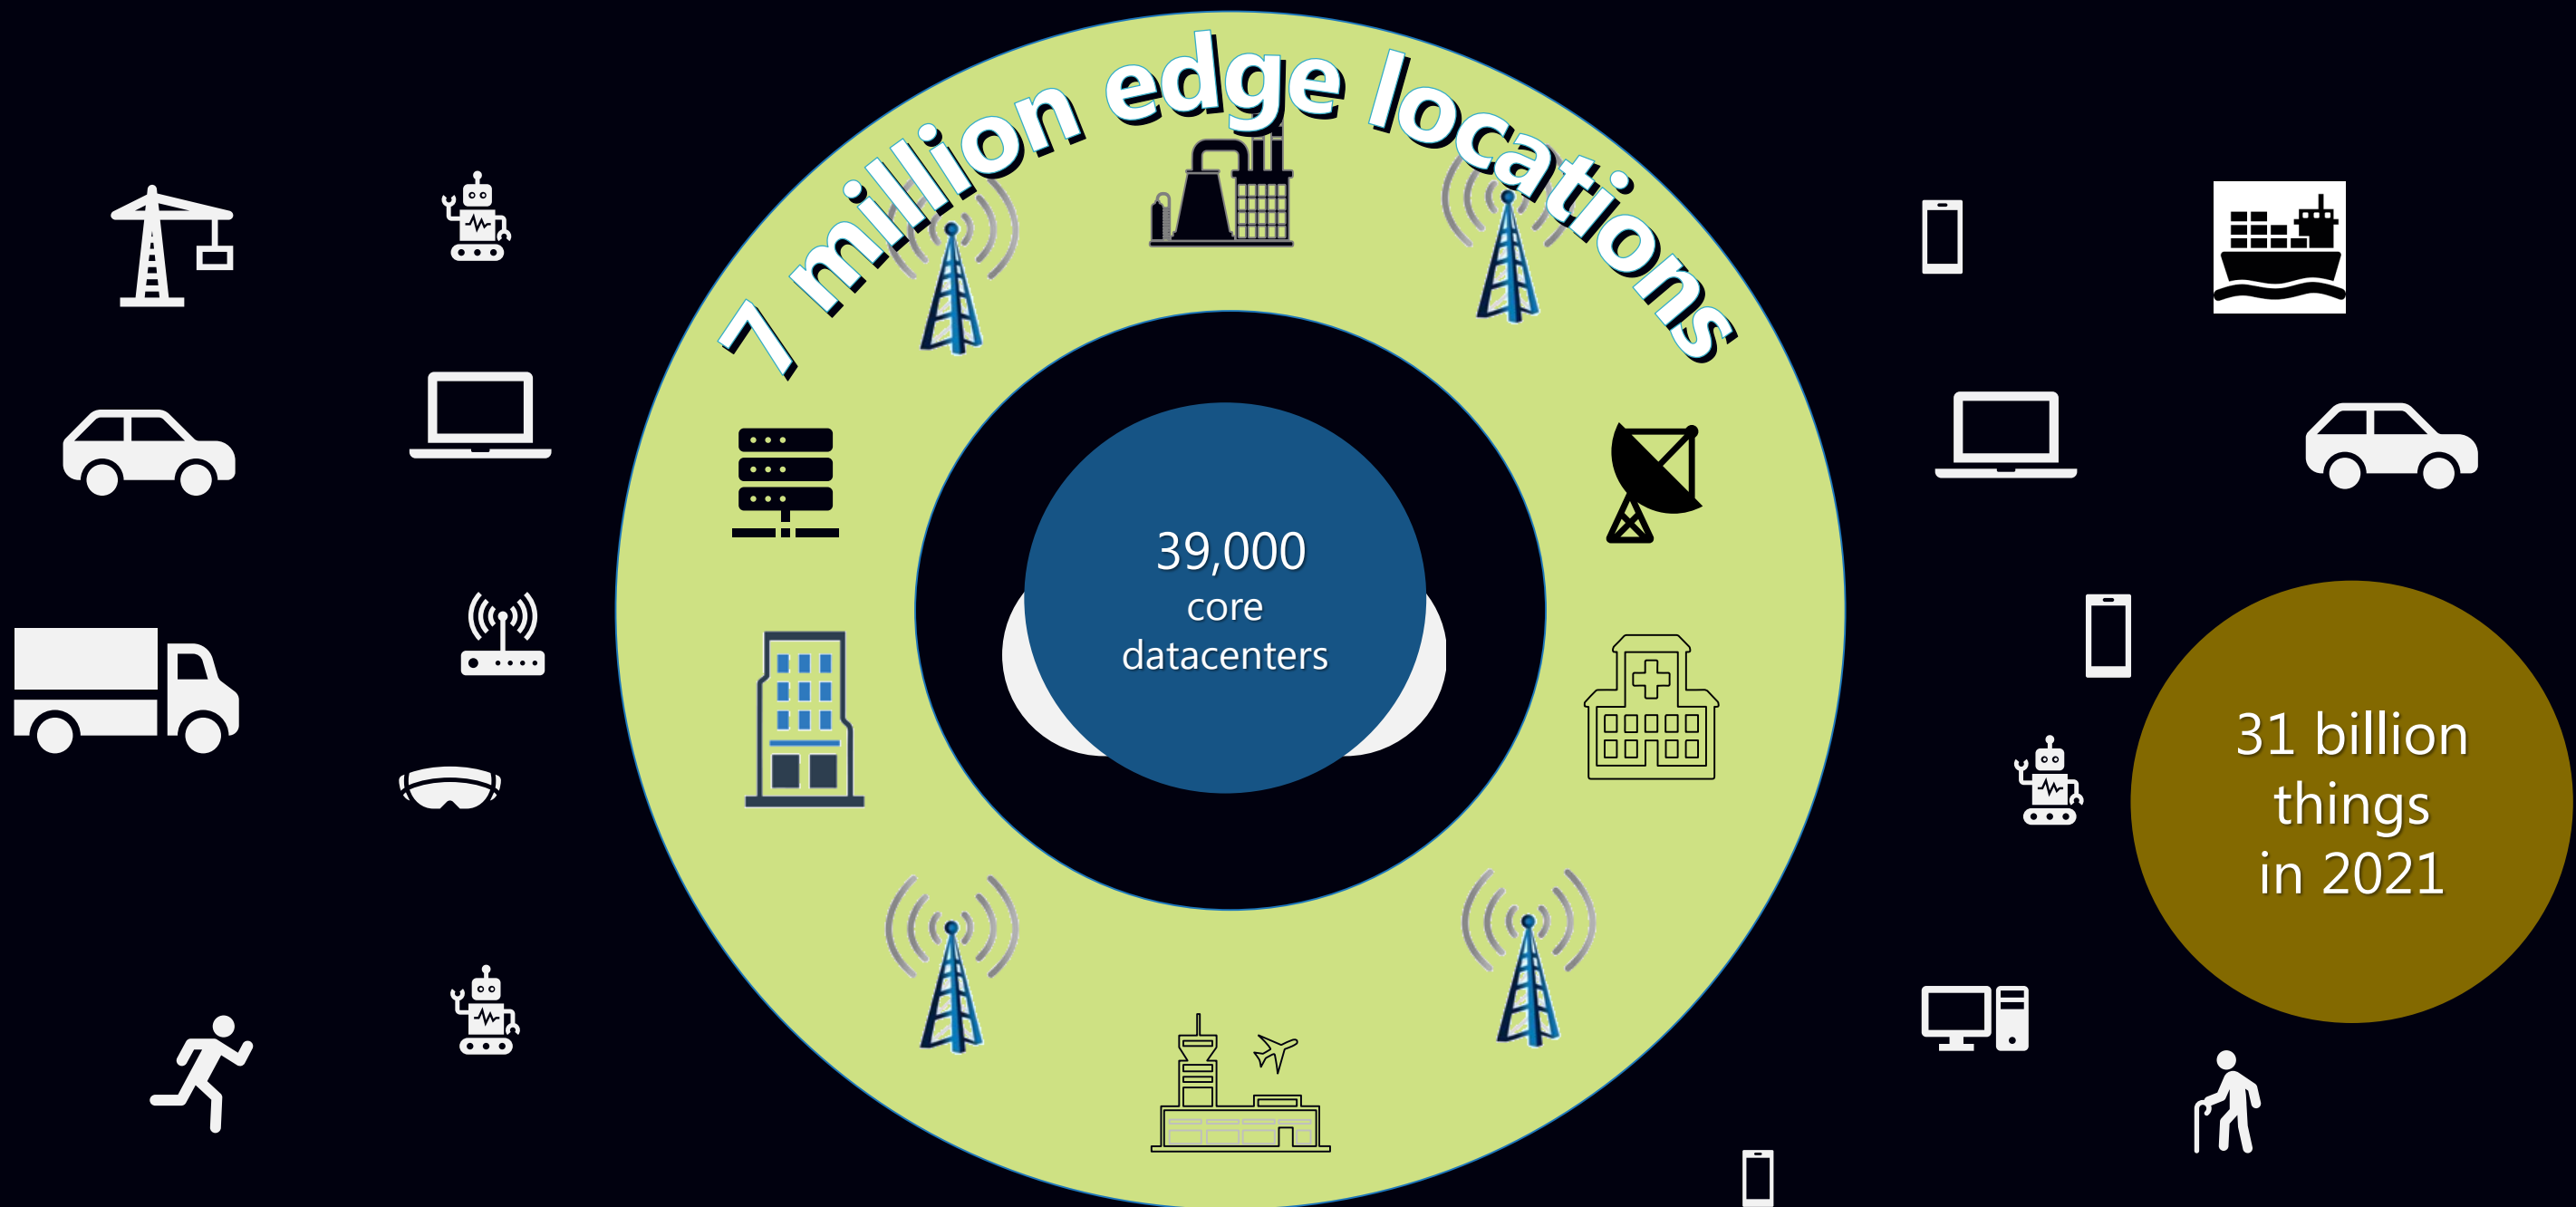 7 million edge locations
39,000
core
datacenters
31 billion
things
in 2021